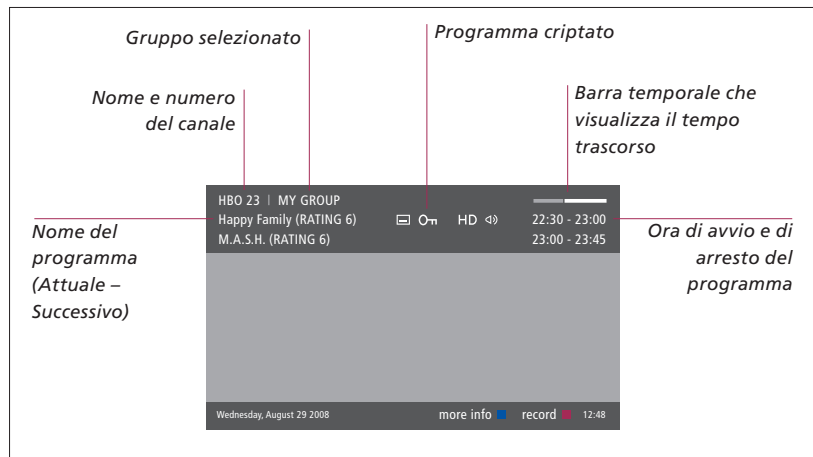 Gruppo selezionato
Programma criptato
Nome e numero
del canale
Barra temporale che
visualizza il tempo
trascorso
HBO 23 | MY GROUP
Happy Family (RATING 6) HD 22:30 - 23:00
M.A.S.H. (RATING 6) 23:00 - 23:45
Nome del
programma
(Attuale –
Successivo)
Ora di avvio e di
arresto del
programma
Wednesday, August 29 2008 more info record 12:48